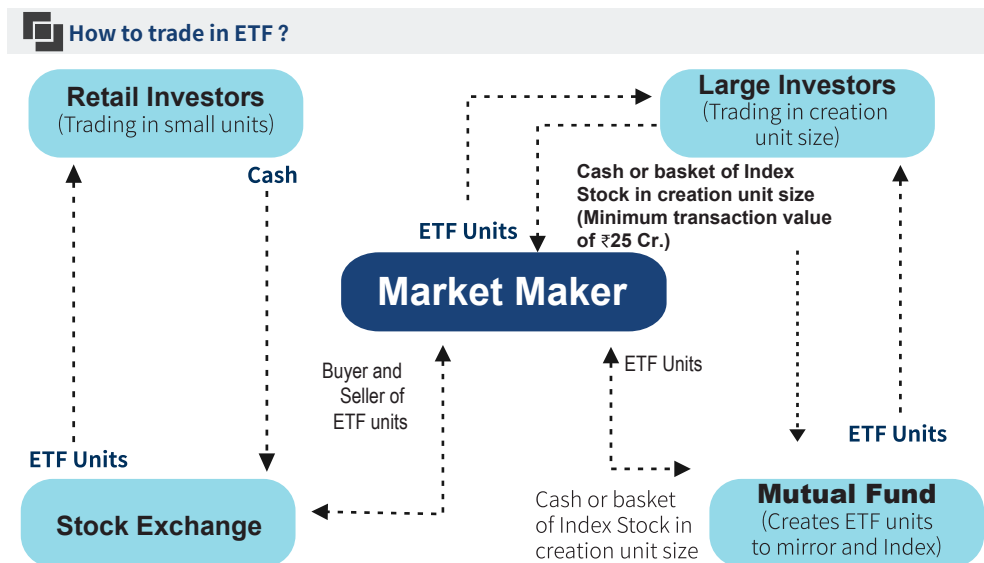 How to trade in ETF ?
Retail Investors
(Trading in small units)
Large Investors
(Trading in creation
unit size)
Cash
Cash or basket of Index
Stock in creation unit size
(Minimum transaction value
of ₹25 Cr.)
ETF Units
Market Maker
Buyer and
Seller of
ETF units
ETF Units
ETF Units
ETF Units
Stock Exchange
Cash or basket
of Index Stock in
creation unit size
Mutual Fund
(Creates ETF units
to mirror and Index)